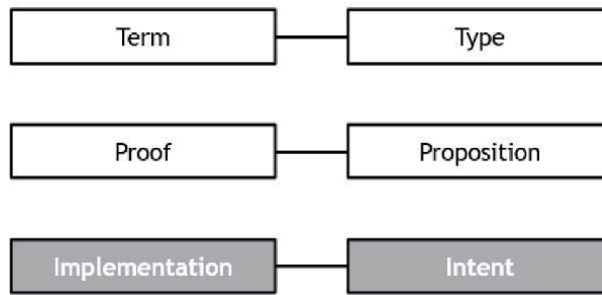 Term
Type
Proof
Proposition
Implementation
Intent